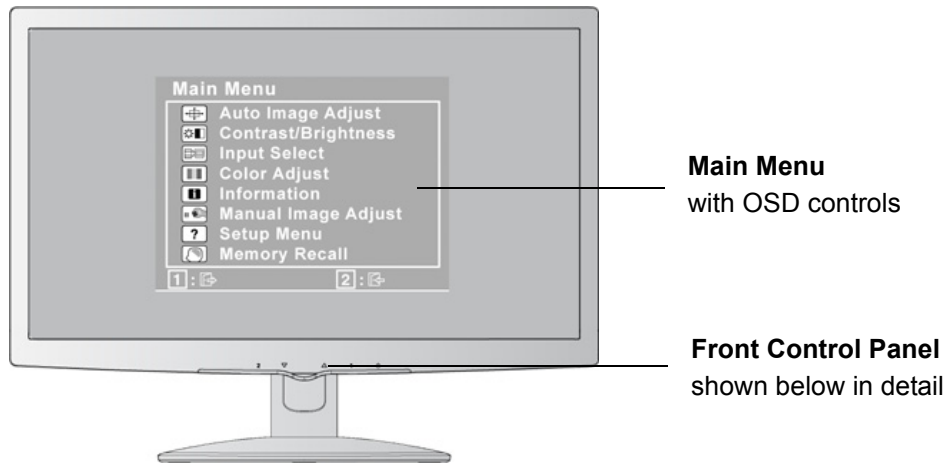 Main Menu
Auto Image Adjust
Contrast/Brightness
Input Select
Color Adjust
Information
Manual Image Adjust
? Setup Menu
Memory Recall
1 : 2 :
Main Menu
with OSD controls
Front Control Panel
shown below in detail